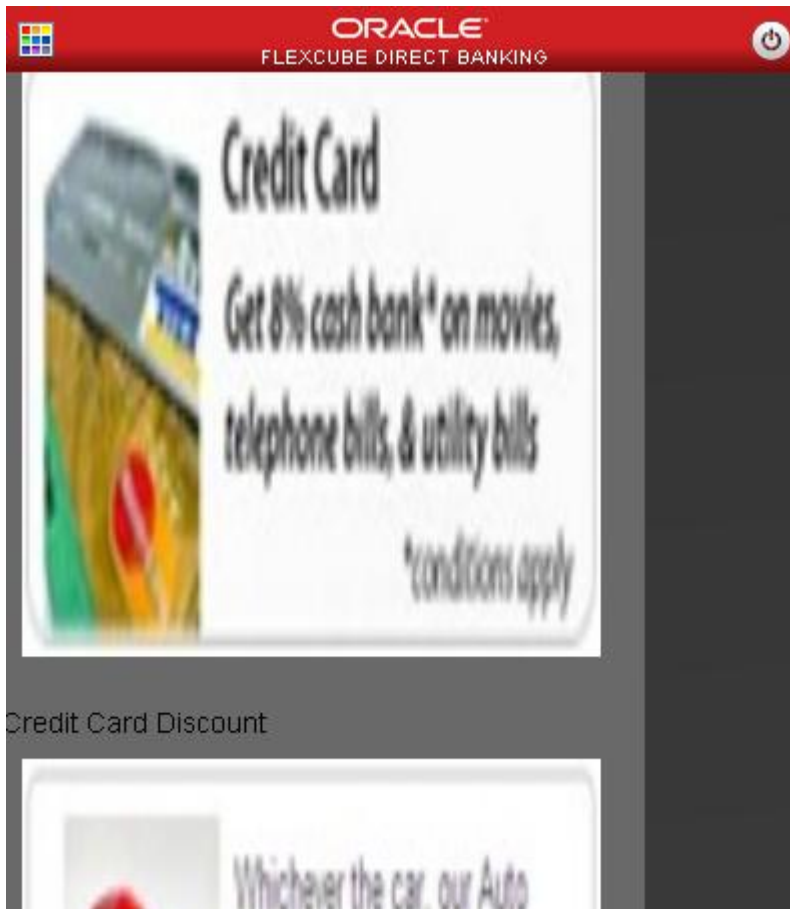 ORACLE
FLEXCUBE DIRECT BANKING
Credit Card
Get 8% cash bank* on movies,
telephone bills, & utility bills
*conditions apply
Credit Card Discount
Whichever the car, our Auto